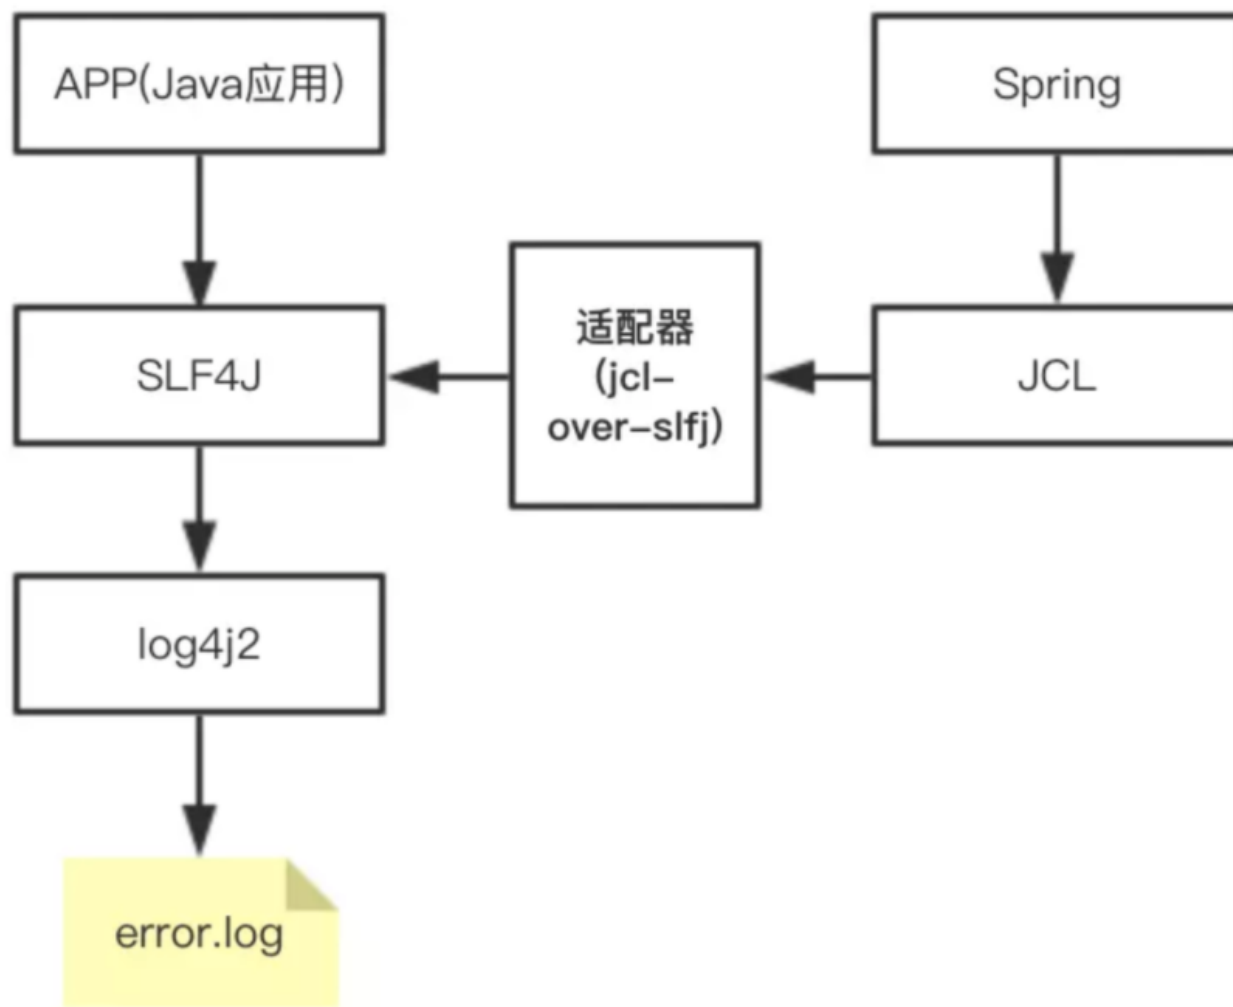 APP(Java应用)
Spring
SLF4J
适配器
(jcl-
over-slfj)
JCL
log4j2
error.log